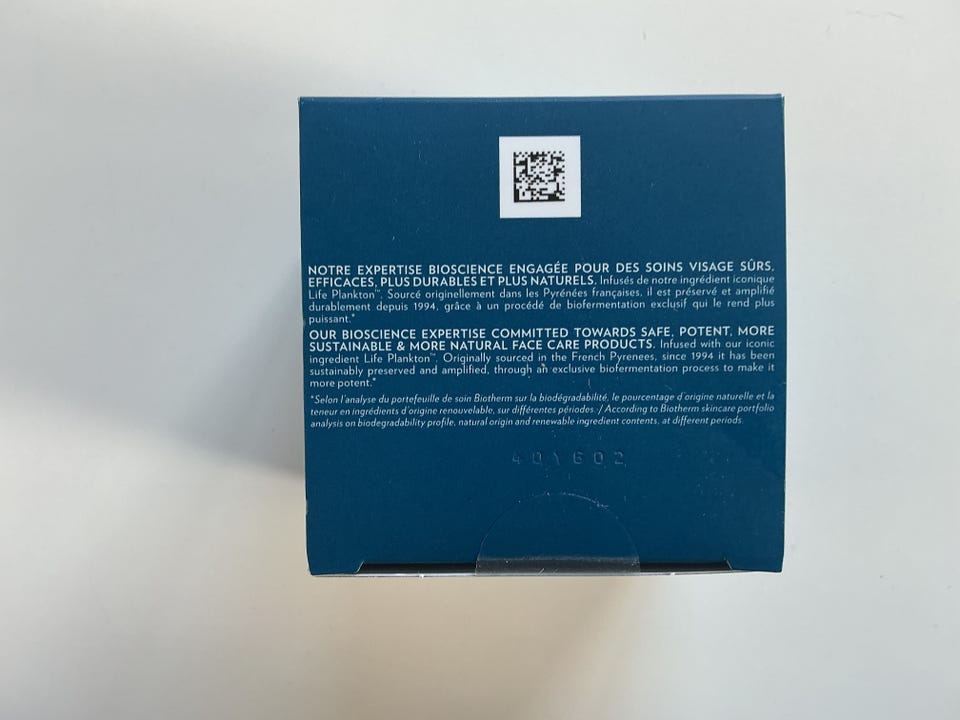 NOTRE EXPERTISE BIOSCIENCE ENGAGÉE POUR DES SOINS VISAGE SÛRS,
EFFICACES, PLUS DURABLES ET PLUS NATURELS. Infusés de notre ingrédient iconique
Life Plankton™. Sourcé originellement dans les Pyrénées françaises, il est préservé et amplifié
durablement depuis 1994, grâce à un procédé de biofermentation exclusif qui le rend plus
puissant.*
OUR BIOSCIENCE EXPERTISE COMMITTED TOWARDS SAFE, POTENT, MORE
SUSTAINABLE & MORE NATURAL FACE CARE PRODUCTS. Infused with our iconic
ingredient Life Plankton™. Originally sourced in the French Pyrenees, since 1994 it has been
sustainably preserved and amplified, through an exclusive biofermentation process to make it
more potent.*
*Selon l'analyse du portefeuille de soin Biotherm sur la biodégradabilité, le pourcentage d'origine naturelle et la
teneur en ingrédients d'origine renouvelable, sur différentes périodes. / According to Biotherm skincare portfolio
analysis on biodegradability profile, natural origin and renewable ingredient contents, at different periods.